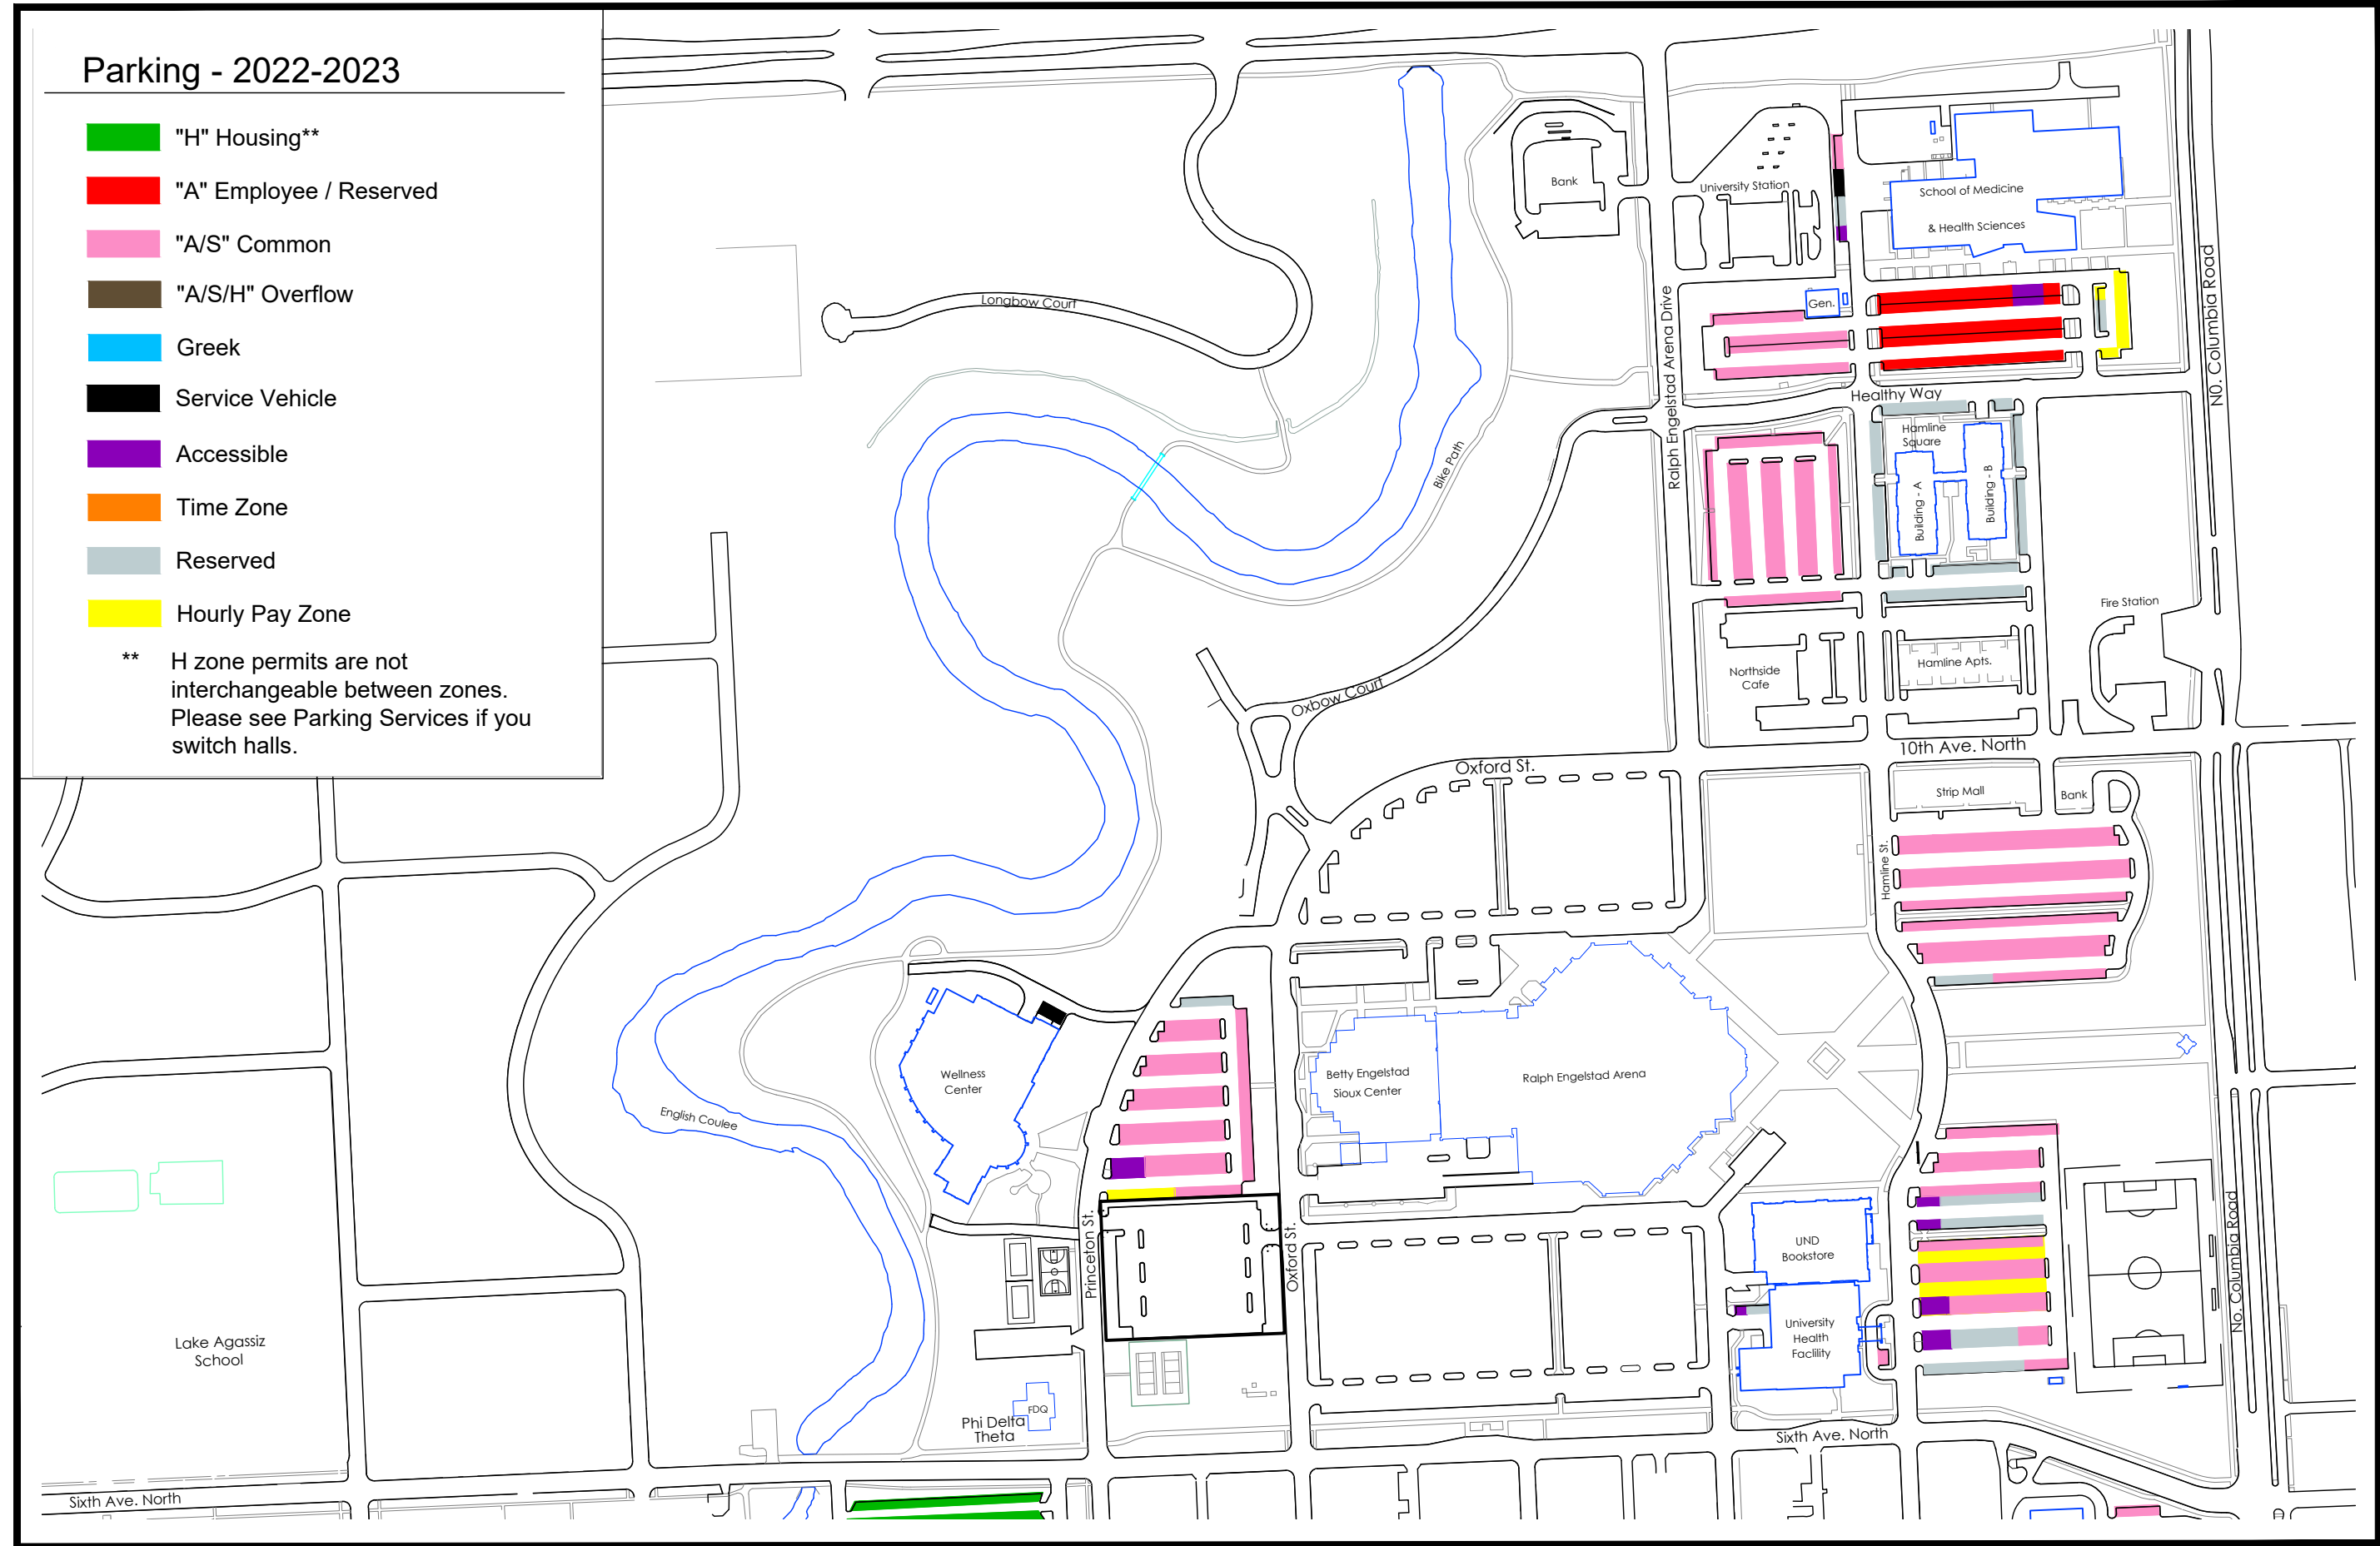 Parking - 2022-2023
"H" Housing**
"A" Employee / Reserved
"A/S" Common
"A/S/H" Overflow
Greek
Service Vehicle
Accessible
Time Zone
Reserved
Hourly Pay Zone
** H zone permits are not
interchangeable between zones.
Please see Parking Services if you
switch halls.
Bank
University Station
School of Medicine
& Health Sciences
Longbow Court
Gen.
Ralph Engelstad Arena Drive
N0. Columbia Road
Healthy Way
Hamline
Square
Building - A
Building - B
Bike Path
Fire Station
Northside
Cafe
Hamline Apts.
Oxbow Court
10th Ave. North
Oxford St.
Strip Mall
Bank
Hamline St.
Wellness
Center
Betty Engelstad
Sioux Center
Ralph Engelstad Arena
English Coulee
Princeton St.
Oxford St.
UND
Bookstore
No. Columbia Road
University
Health
Faclility
Lake Agassiz
School
FDQ
Phi Delta
Theta
Sixth Ave. North
Sixth Ave. North